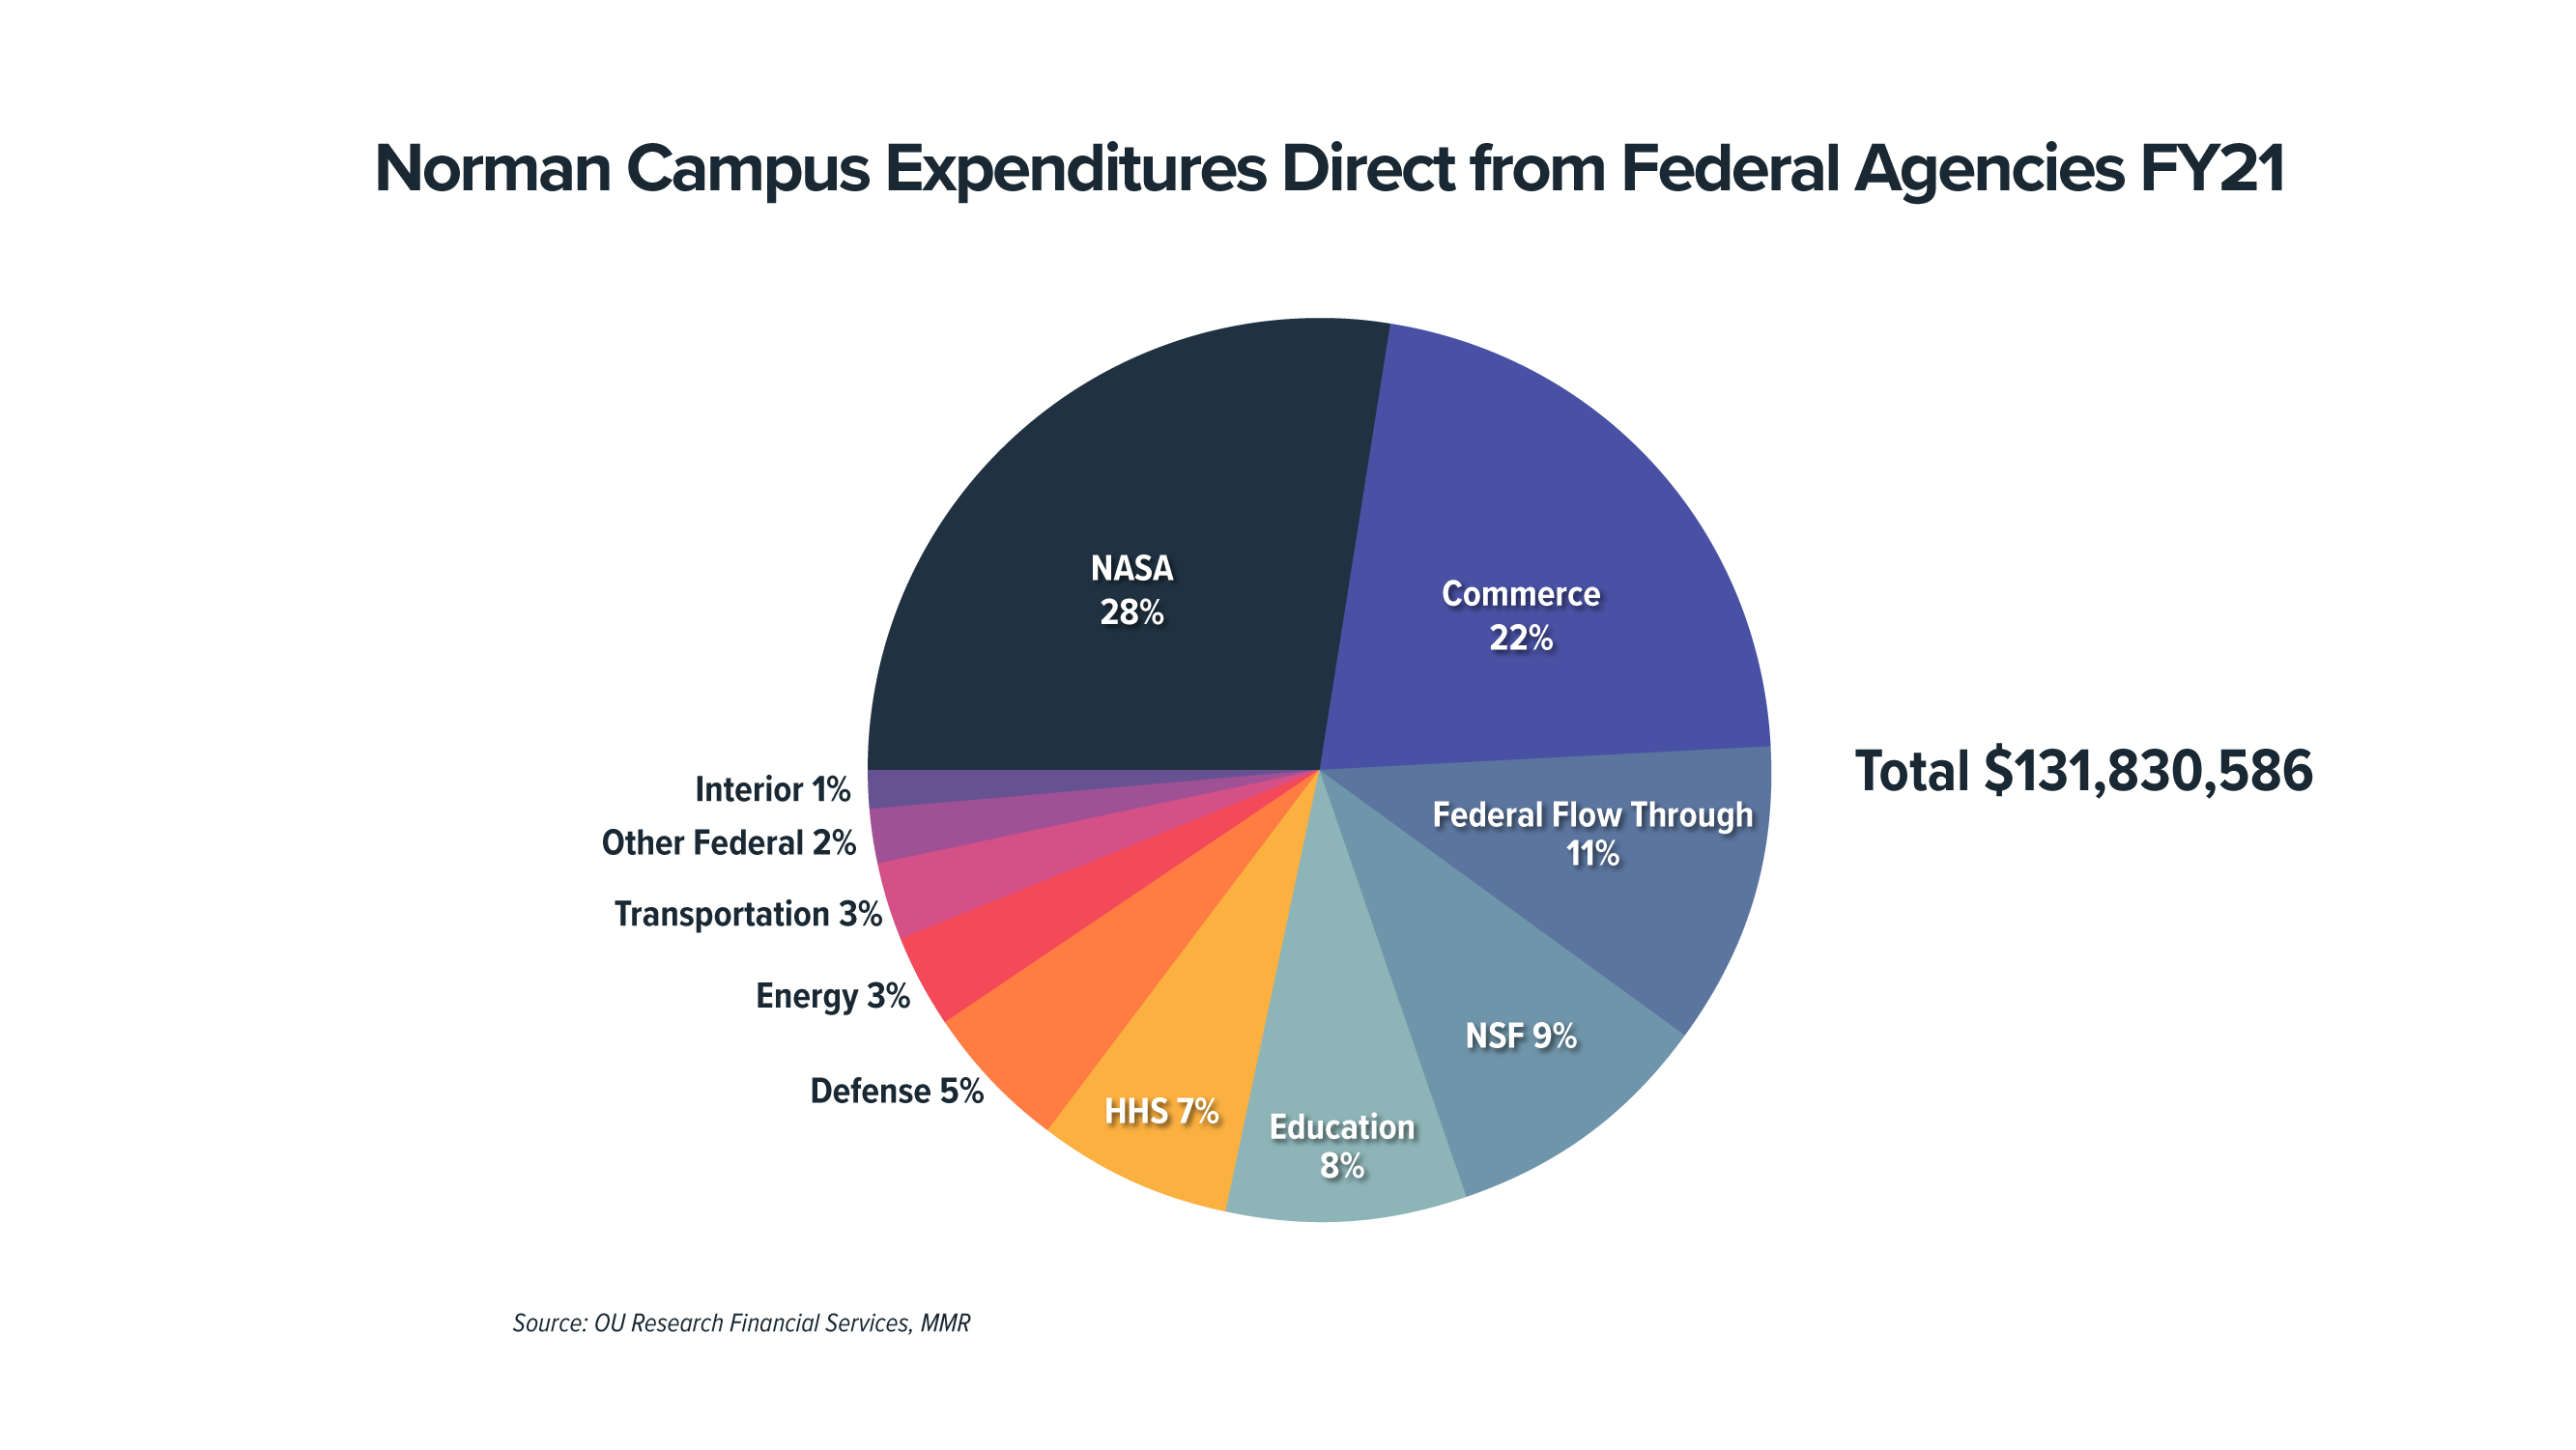 Norman Campus Expenditures Direct from Federal Agencies FY21
NASA
28%
Commerce
22%
Total $131,830,586
Interior 1%
Federal Flow Through
11%
Other Federal 2%
Transportation 3%
Energy 3%
NSF 9%
Defense 5%
HHS 7%
Education
8%
Source: OU Research Financial Services, MMR